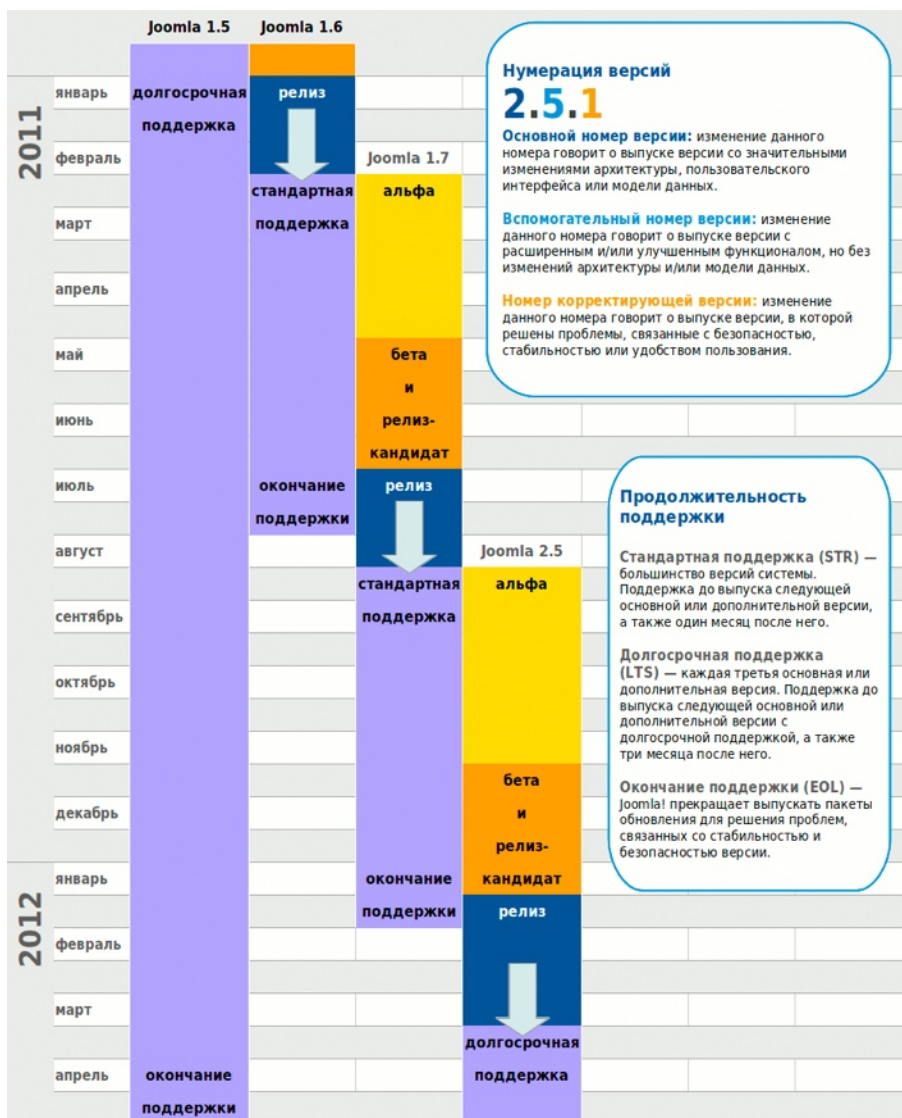 Joomla 1.5
Joomla 1.6
2011
январь
февраль
март
апрель
май
июнь
июль
август
сентябрь
октябрь
ноябрь
декабрь
2012
январь
февраль
март
апрель
долгосрочная
поддержка
окончание
поддержки
релиз
стандартная
поддержка
окончание
поддержки
Joomla 1.7
альфа
бета
и
релиз-
кандидат
релиз
стандартная
поддержка
окончание
поддержки
Joomla 2.5
альфа
бета
и
релиз-
кандидат
релиз
долгосрочная
поддержка
Нумерация версий
2.5.1
Основной номер версии: изменение данного
номера говорит о выпуске версии со значительными
изменениями архитектуры, пользовательского
интерфейса или модели данных.
Вспомогательный номер версии: изменение
данного номера говорит о выпуске версии с
расширенным и/или улучшенным функционалом, но без
изменений архитектуры и/или модели данных.
Номер корректирующей версии: изменение
данного номера говорит о выпуске версии, в которой
решены проблемы, связанные с безопасностью,
стабильностью или удобством пользования.
Продолжительность
поддержки
Стандартная поддержка (STR) —
большинство версий системы.
Поддержка до выпуска следующей
основной или дополнительной версии,
а также один месяц после него.
Долгосрочная поддержка
(LTS) — каждая третья основная или
дополнительная версия. Поддержка до
выпуска следующей основной или
дополнительной версии с
долгосрочной поддержкой, а также
три месяца после него.
Окончание поддержки (EOL) —
Joomla! прекращает выпускать пакеты
обновления для решения проблем,
связанных со стабильностью и
безопасностью версии.